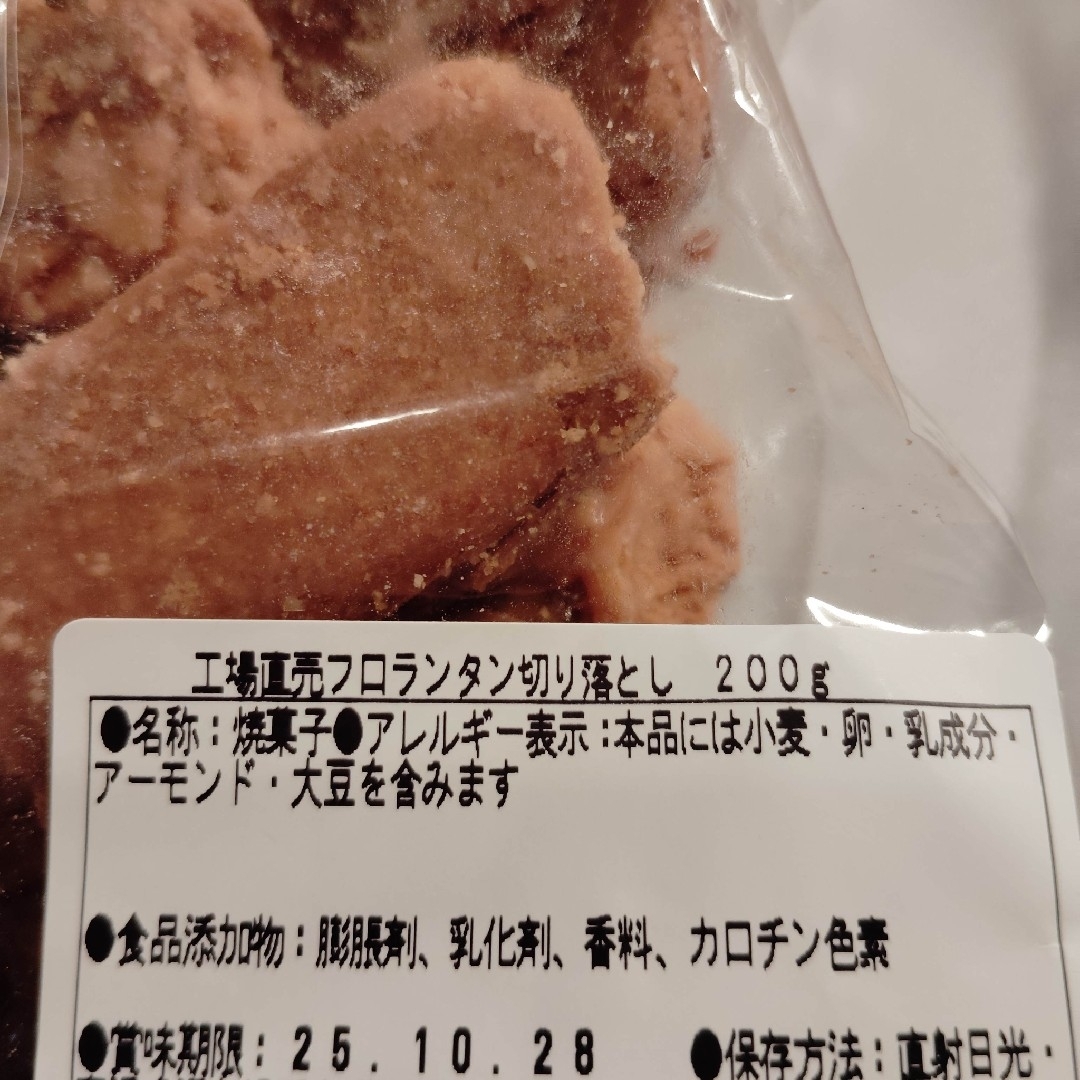 工場直売フロランタン切り落とし 200g
●名称：焼菓子●アレルギー表示：本品には小麦・卵・乳成分・
アーモンド・大豆を含みます
●食品添加物：膨脹剤、乳化剤、香料、カロチン色素
●賞味期限：25.10.28 ●保存方法：直射日光・